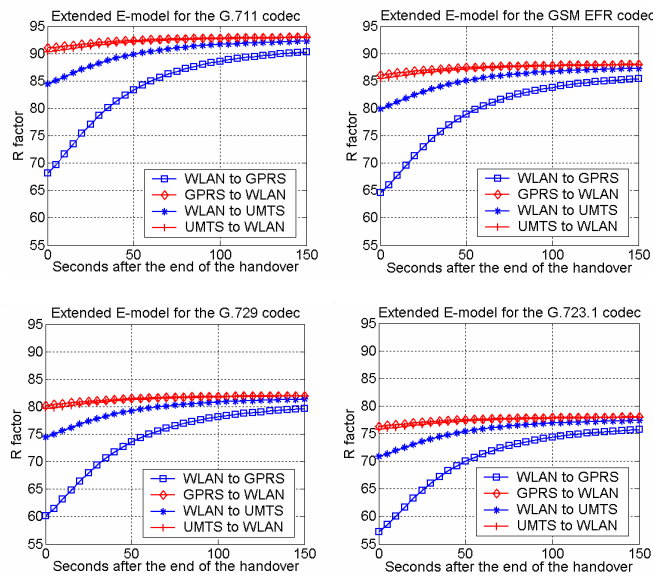 Extended E-model for the G.711 codec
R factor
95
90
85
80
75
70
65
60
55
0
50
100
150
WLAN to GPRS
GPRS to WLAN
WLAN to UMTS
UMTS to WLAN
Seconds after the end of the handover
Extended E-model for the GSM EFR codec
R factor
95
90
85
80
75
70
65
60
55
0
50
100
150
WLAN to GPRS
GPRS to WLAN
WLAN to UMTS
UMTS to WLAN
Seconds after the end of the handover
Extended E-model for the G.729 codec
R factor
95
90
85
80
75
70
65
60
55
0
50
100
150
WLAN to GPRS
GPRS to WLAN
WLAN to UMTS
UMTS to WLAN
Seconds after the end of the handover
Extended E-model for the G.723.1 codec
R factor
95
90
85
80
75
70
65
60
55
0
50
100
150
WLAN to GPRS
GPRS to WLAN
WLAN to UMTS
UMTS to WLAN
Seconds after the end of the handover